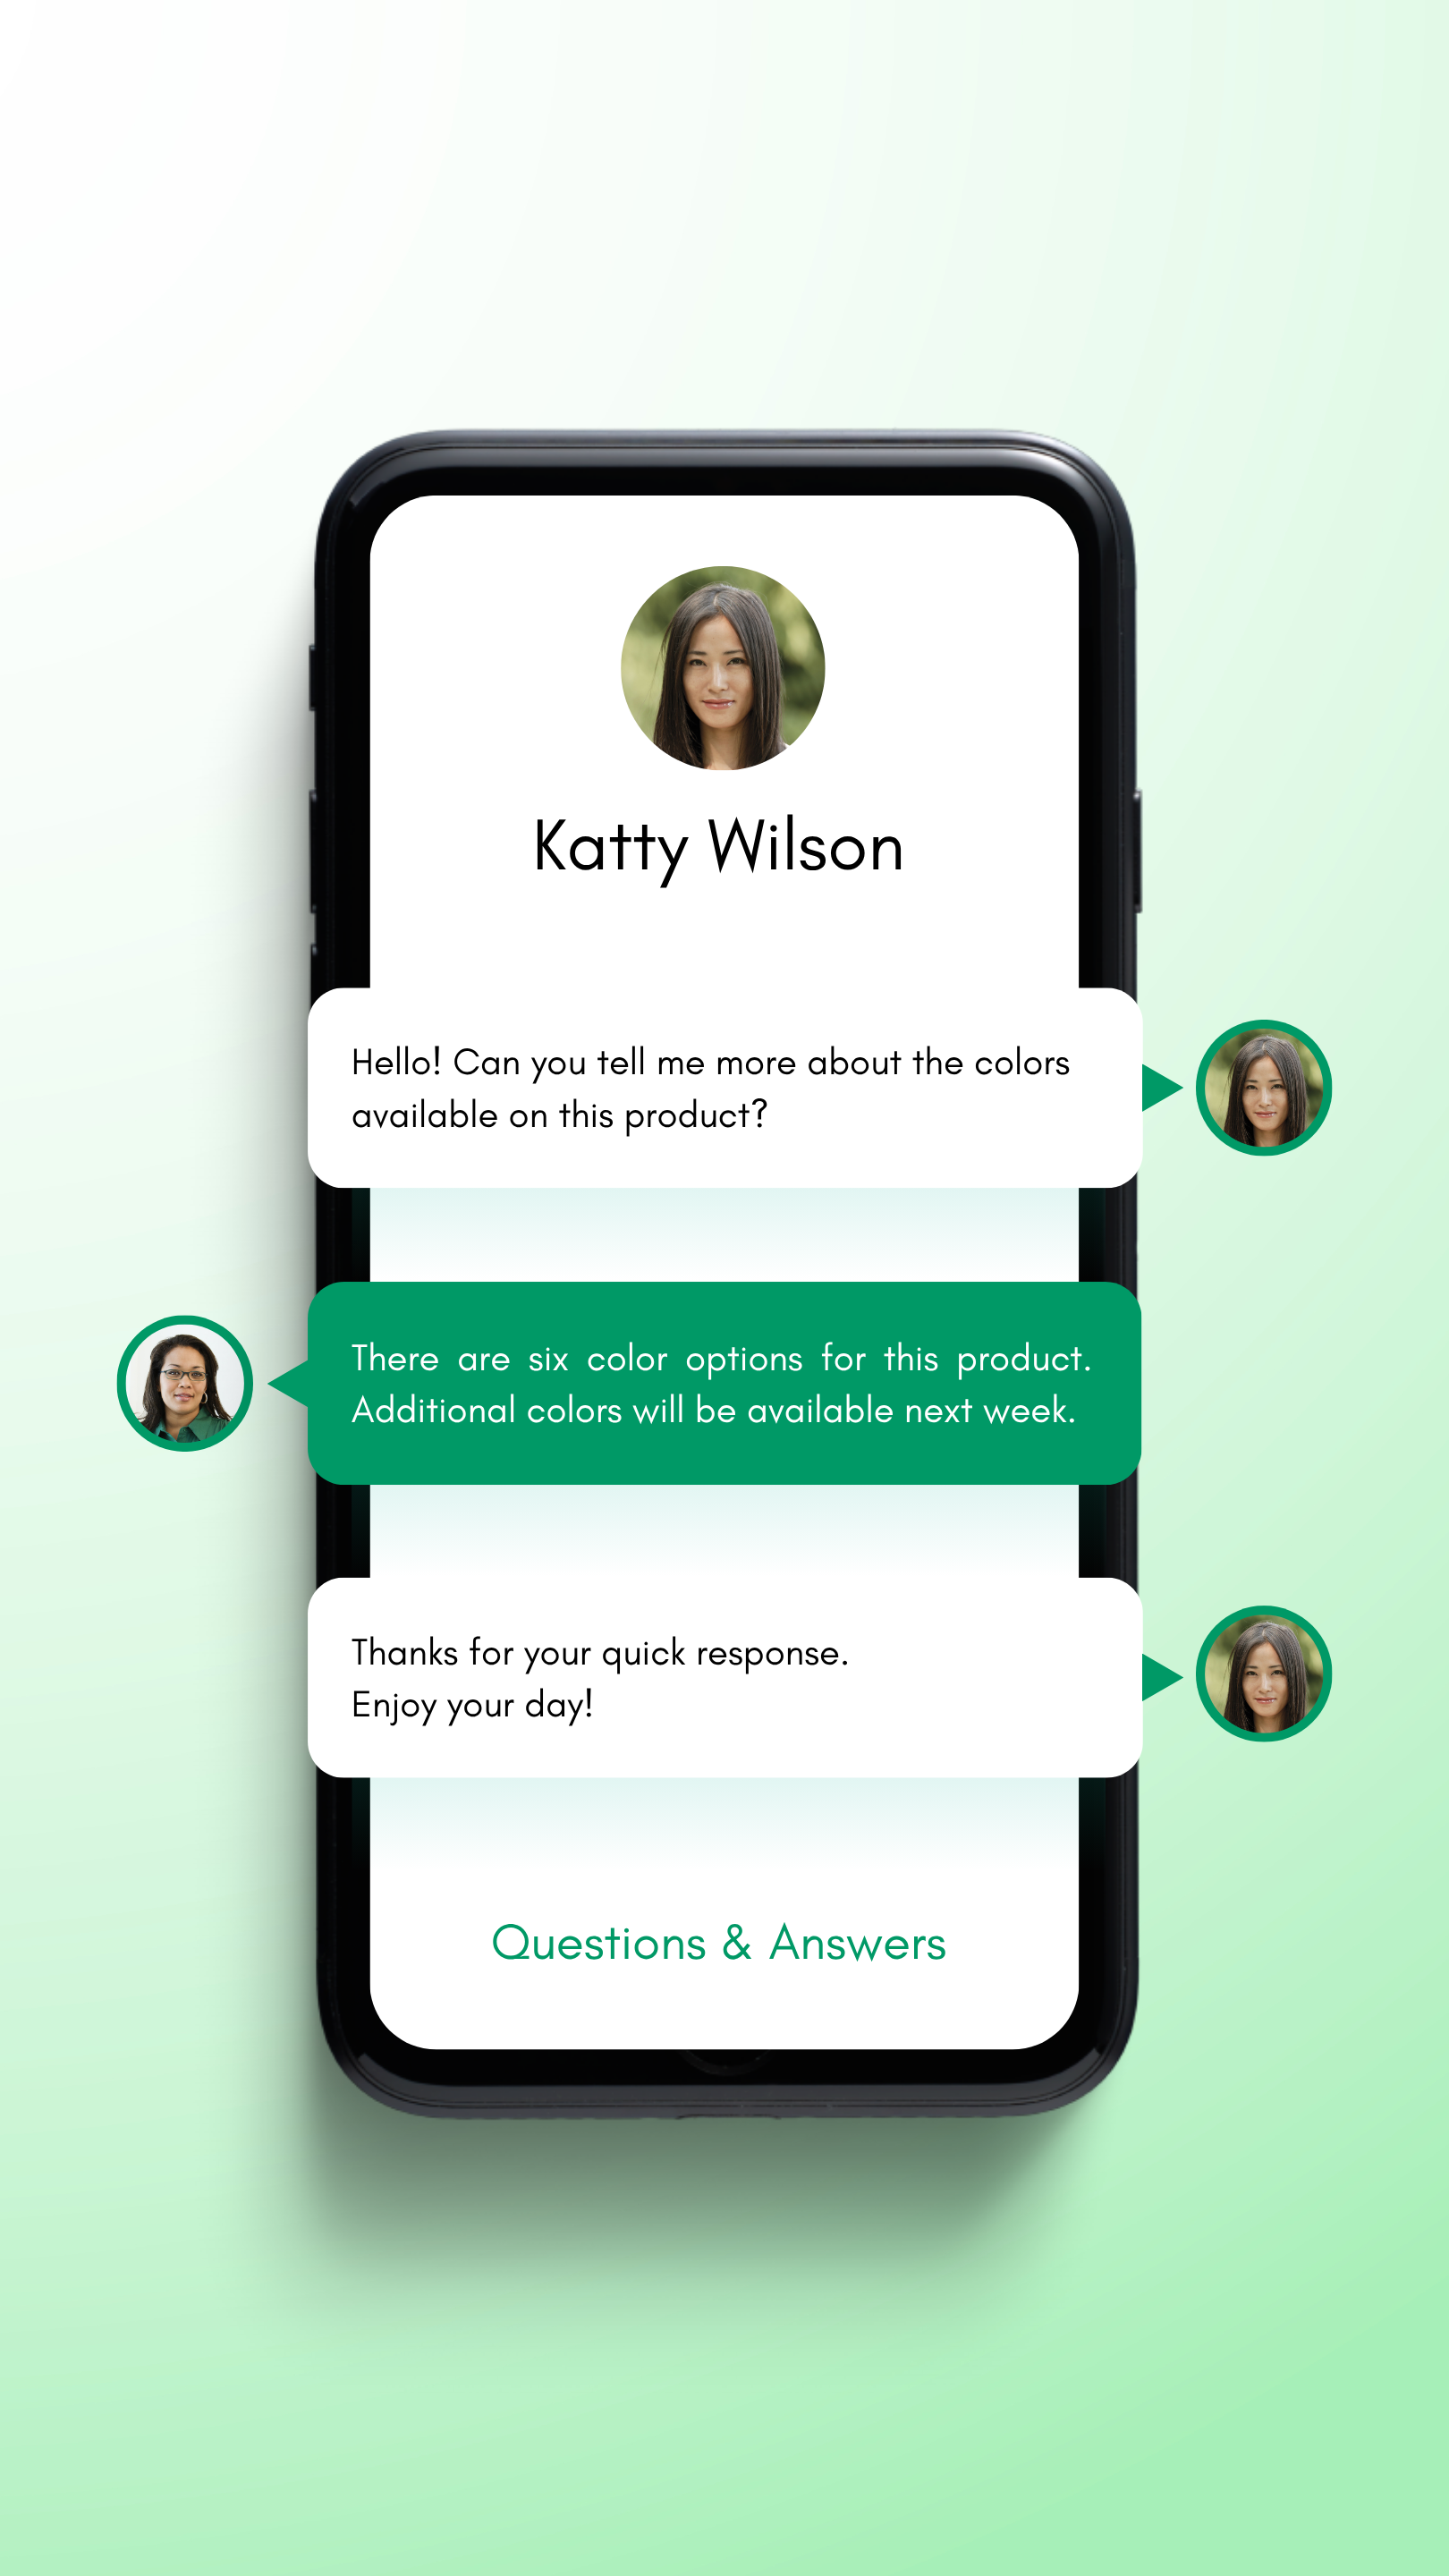 Katty Wilson
Hello! Can you tell me more about the colors
available on this product?
There are six color options for this product.
Additional colors will be available next week.
Thanks for your quick response.
Enjoy your day!
Questions & Answers